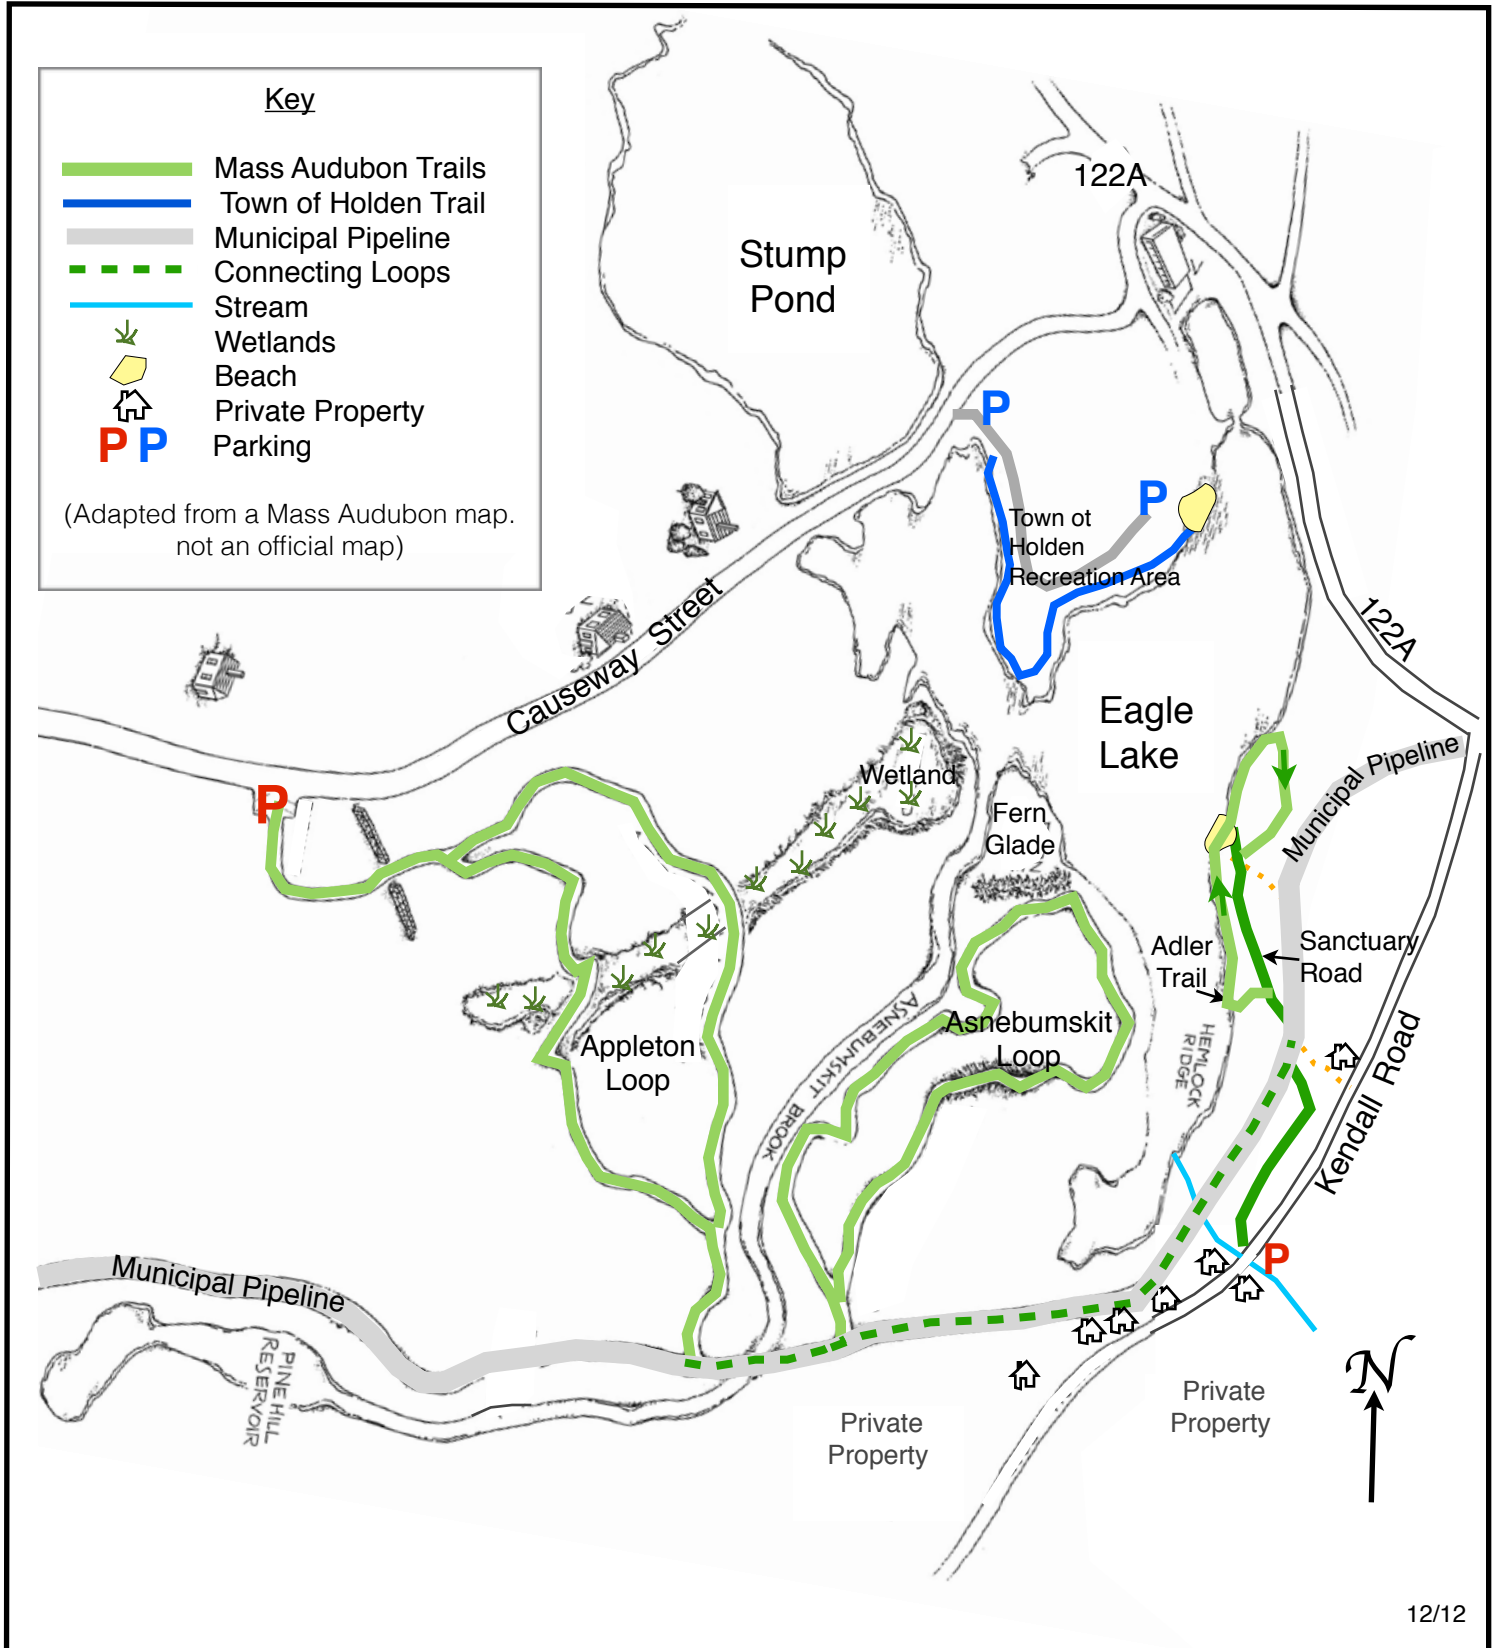 Key
Mass Audubon Trails
Town of Holden Trail
Municipal Pipeline
Connecting Loops
Stream
Wetlands
Beach
Private Property
P P Parking
(Adapted from a Mass Audubon map.
not an official map)
122A
Stump
Pond
P
P
Town ot
Holden
Recreation Area
Causeway Street
122A
Eagle
Lake
Municipal Pipeline
Wetland
P
Fern
Glade
Adler
Trail
Sanctuary
Road
Asnebumskit
Loop
ASNEBUMSKIT BROOK
Appleton
Loop
HEMLOCK
RIDGE
Kendall Road
P
Municipal Pipeline
PINE HILL
RESERVOIR
N
Private
Property
Private
Property
12/12